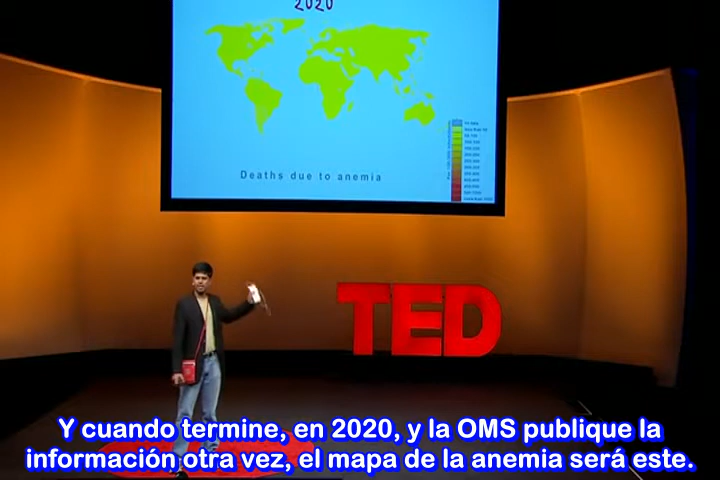 2020
Deaths due to anemia
TED
Y cuando termine, en 2020, y la OMS publique la
información otra vez, el mapa de la anemia será este.